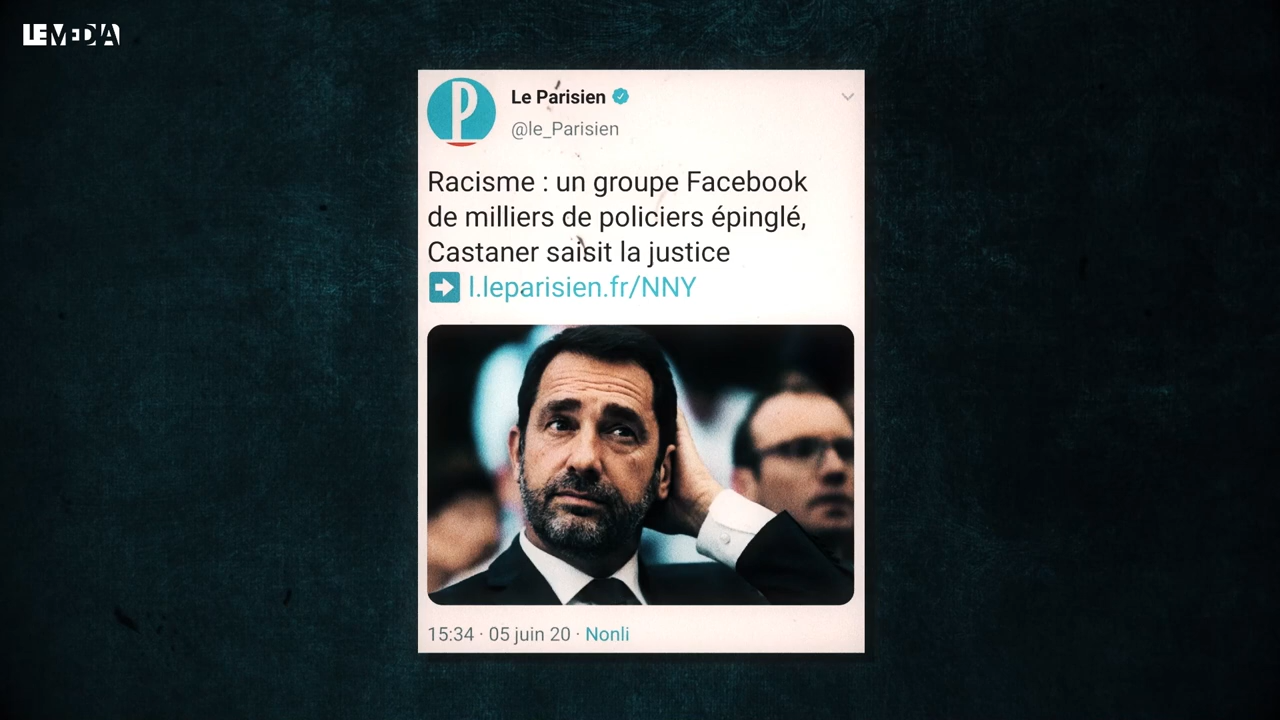 LEMEDIA
Le Parisien
@le_Parisien
Racisme : un groupe Facebook
de milliers de policiers épinglé,
Castaner saisit la justice
l.leparisien.fr/NNY
15:34 · 05 juin 20 · Nonli